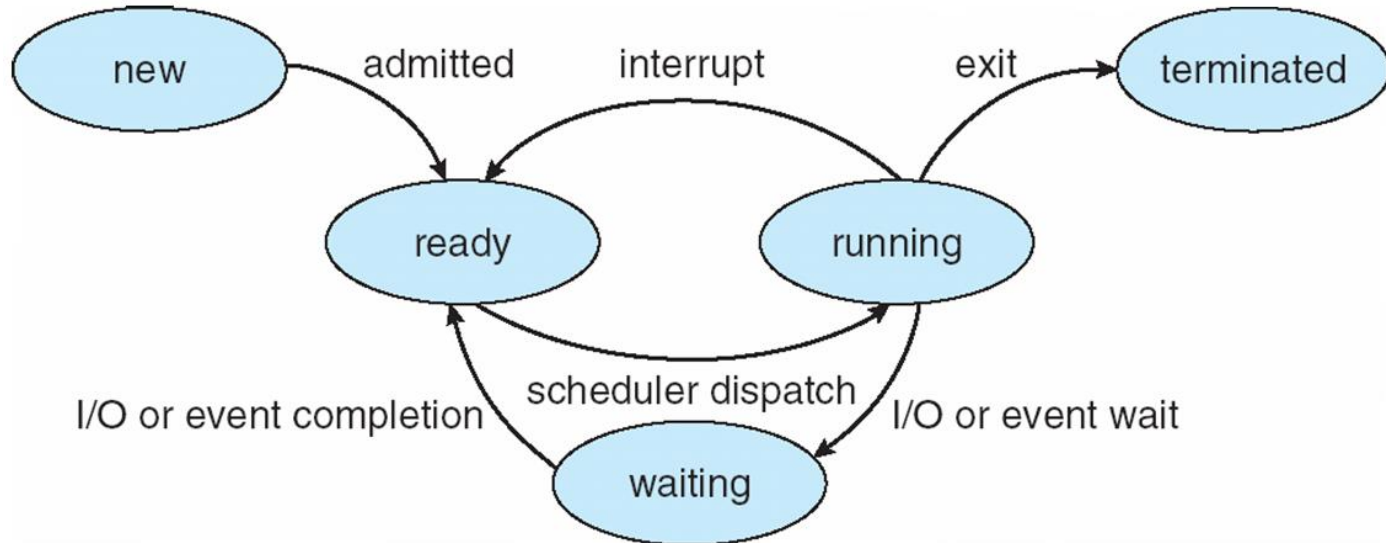 new
admitted
interrupt
exit
terminated
ready
running
scheduler dispatch
I/O or event completion
I/O or event wait
waiting